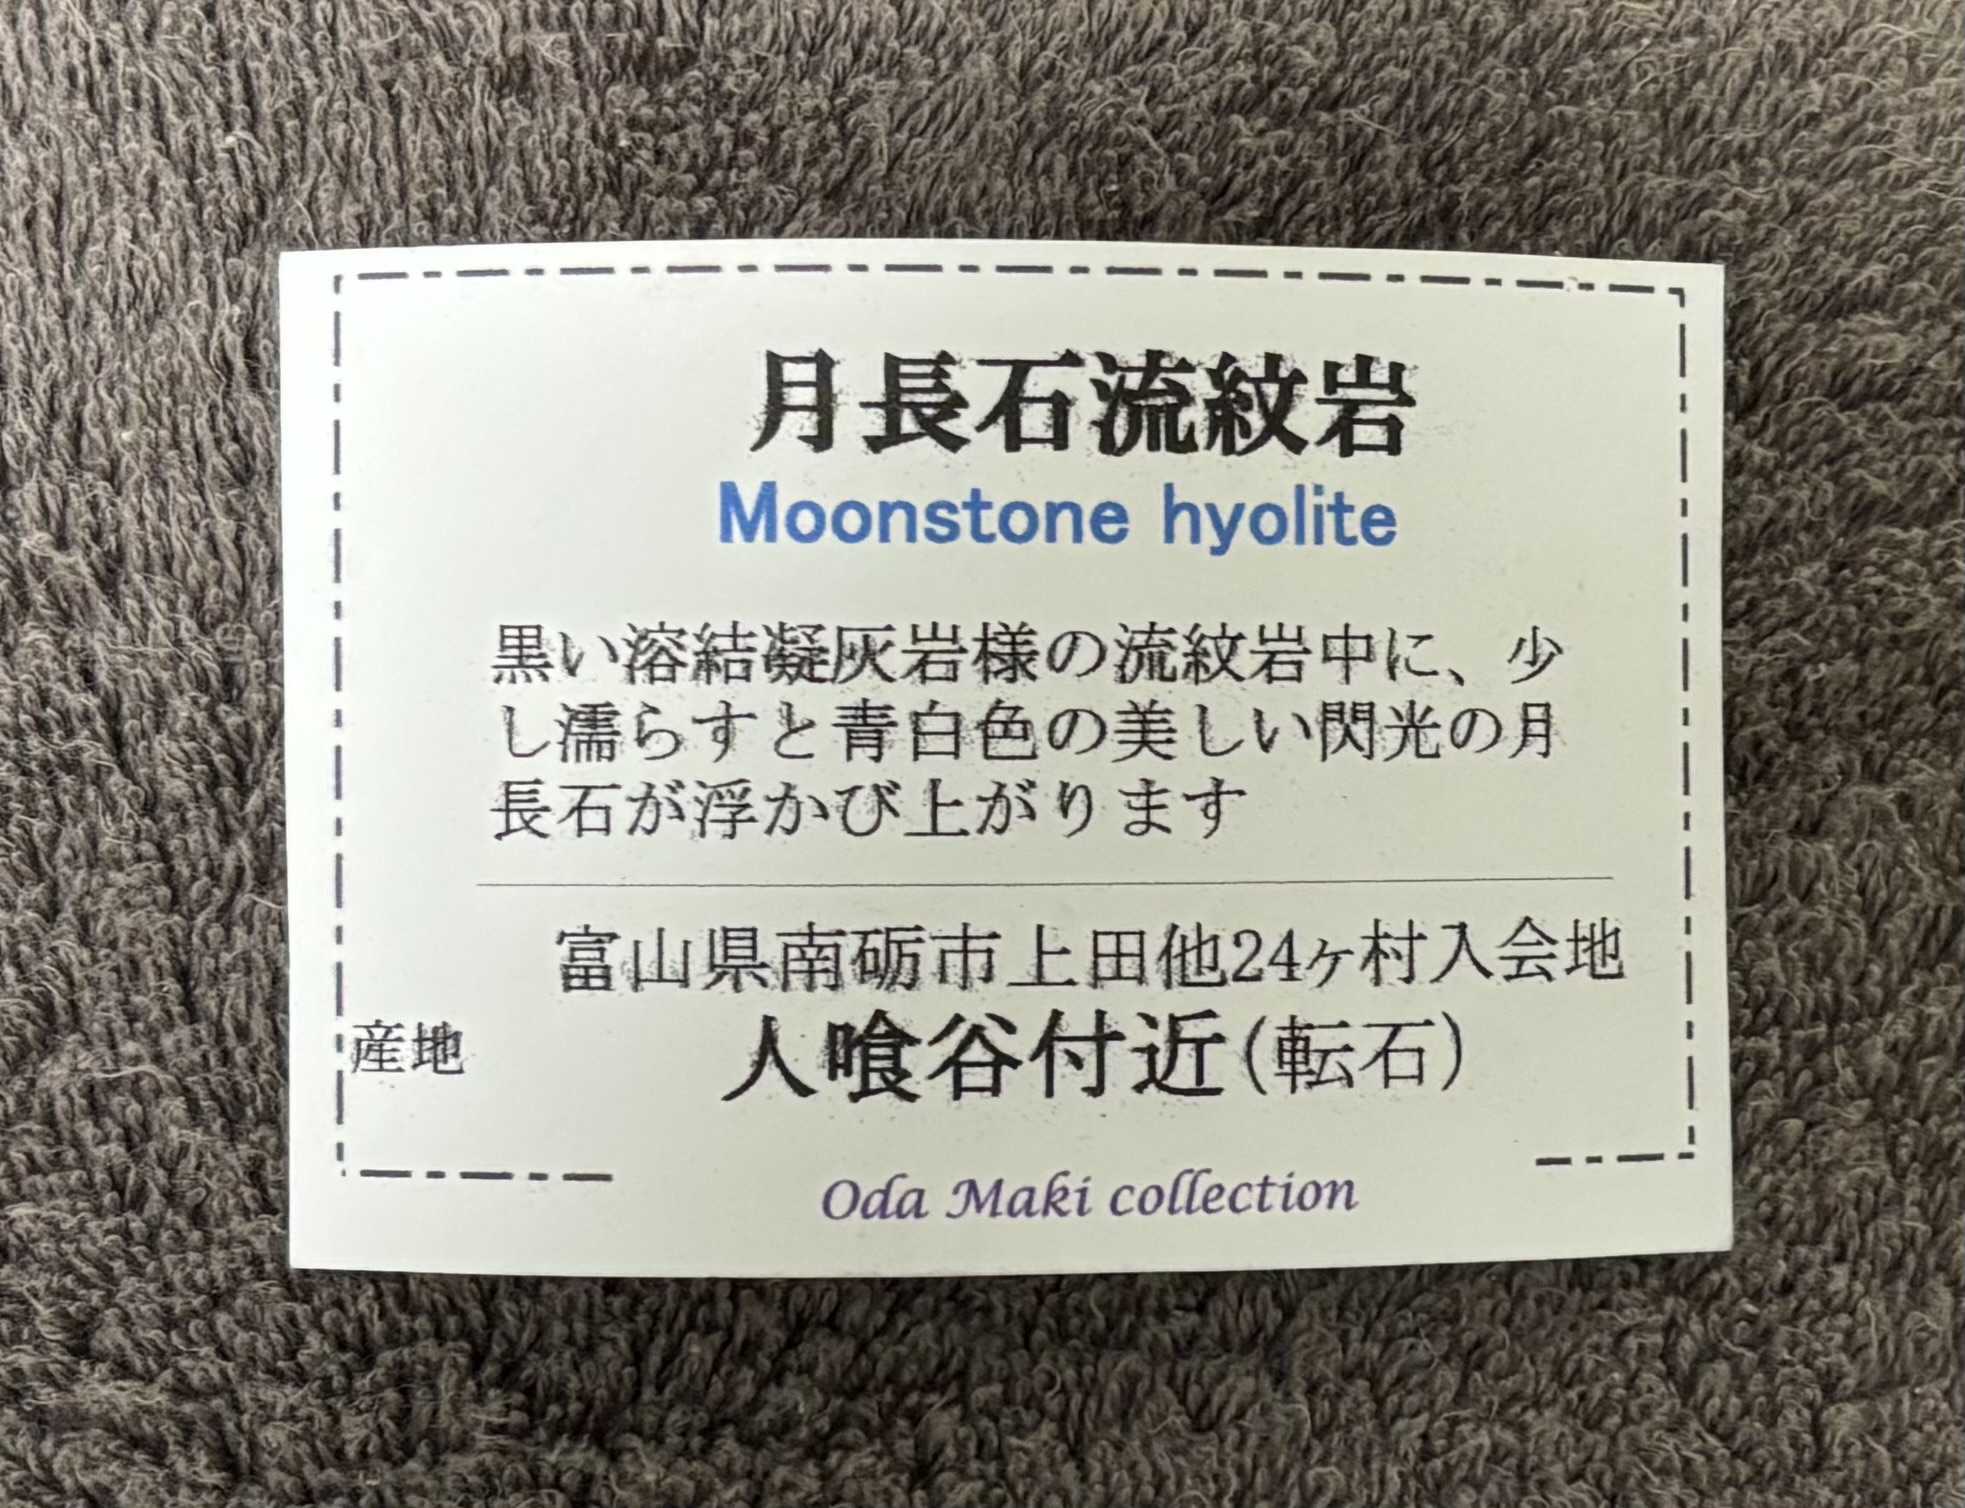 月長石流紋岩
Moonstone hyolite
黒い溶結凝灰岩様の流紋岩中に、少
し濡らすと青白色の美しい閃光の月
長石が浮かび上がります
富山県南砺市上田他24ヶ村入会地
産地 人喰谷付近(転石)
Oda Maki collection